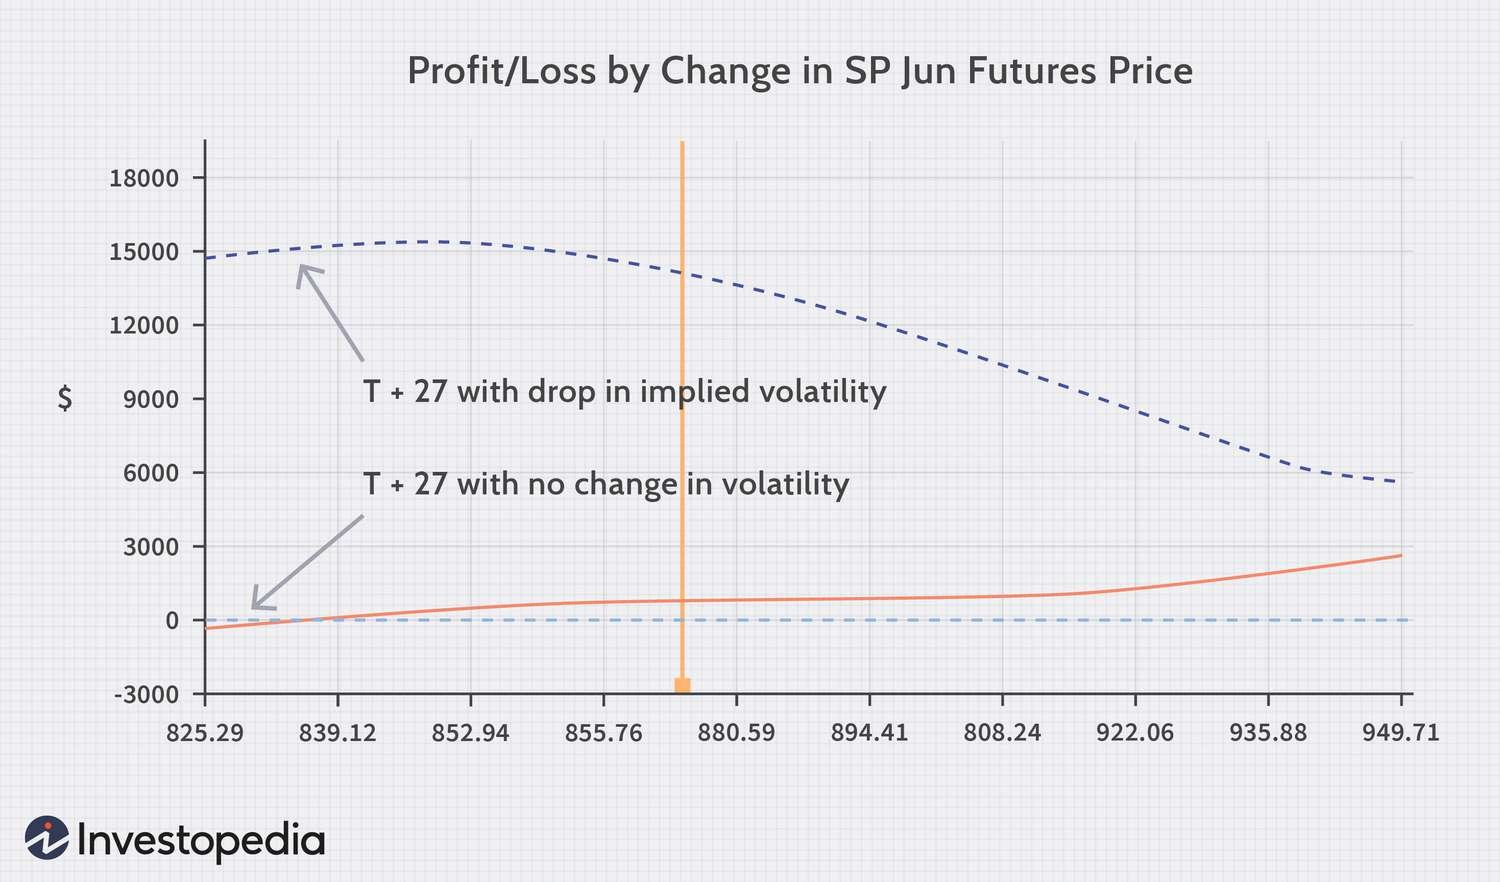 Profit/Loss by Change in SP Jun Futures Price
18000
15000
12000
T + 27 with drop in implied volatility
$
9000
6000
T + 27 with no change in volatility
3000
0
-3000
825.29 839.12 852.94 855.76 880.59 894.41 808.24 922.06 935.88 949.71
Investopedia